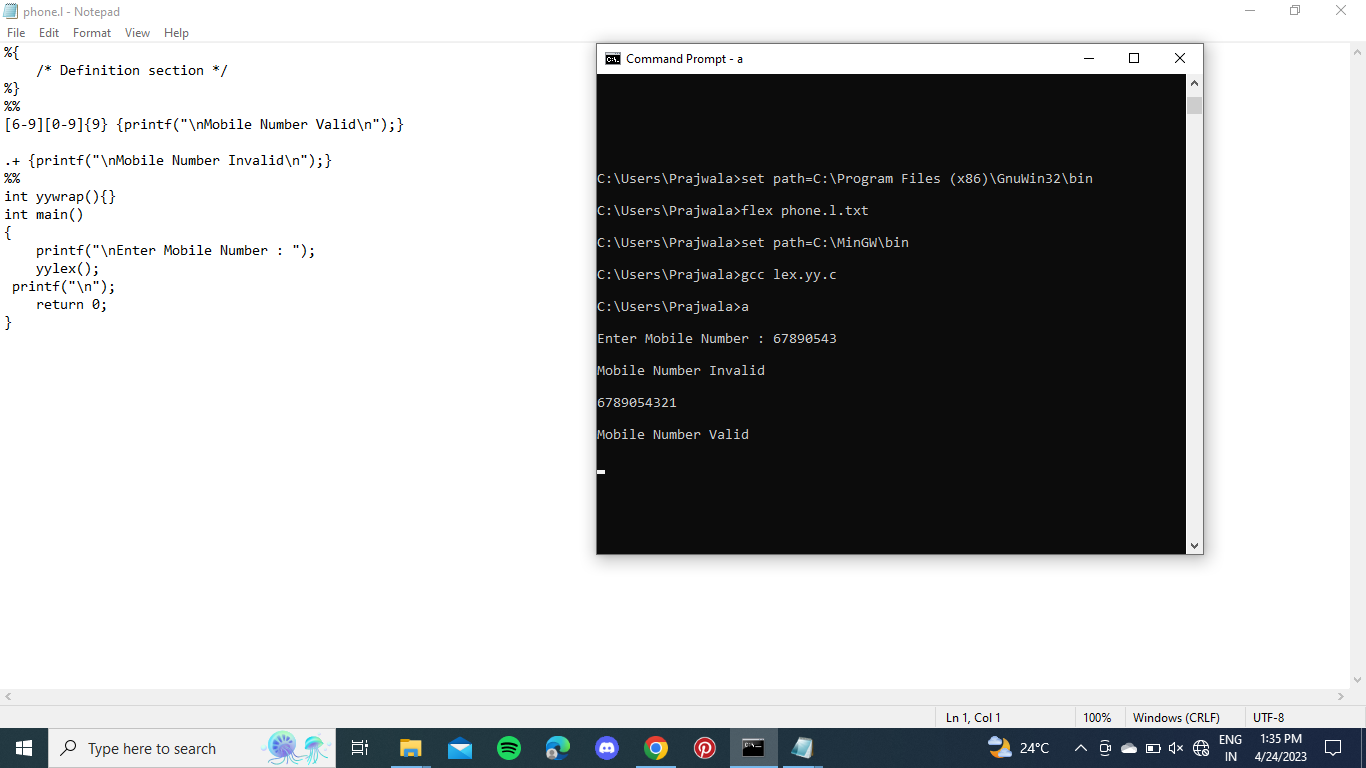 phone.l - Notepad
File Edit Format View Help
%{
/* Definition section */
%}
%%
[6-9][0-9]{9} {printf("\nMobile Number Valid\n");}
.+ {printf("\nMobile Number Invalid\n");}
%%
int yywrap(){}
int main()
{
printf("\nEnter Mobile Number : ");
yylex();
printf("\n");
return 0;
}
Command Prompt - a
C:\Users\Prajwala>set path=C:\Program Files (x86)\GnuWin32\bin
C:\Users\Prajwala>flex phone.l.txt
C:\Users\Prajwala>set path=C:\MinGW\bin
C:\Users\Prajwala>gcc lex.yy.c
C:\Users\Prajwala>a
Enter Mobile Number : 67890543
Mobile Number Invalid
6789054321
Mobile Number Valid
Ln 1, Col 1 100% Windows (CRLF) UTF-8
Type here to search
24°C
ENG
IN
1:35 PM
4/24/2023